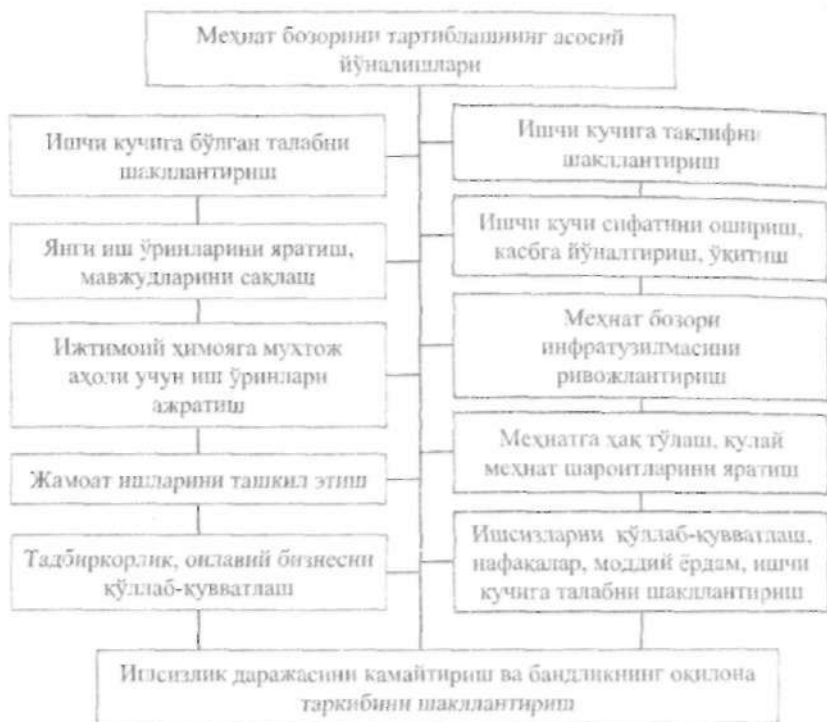 Меҳнат бозорини тартиблашнинг асосий
йўналишлари
Ишчи кучига бўлган талабни
шакллантириш
Янги иш ўринларини яратиш,
мавжудларини сақлаш
Ижтимоий ҳимояга муҳтож
аҳоли учун иш ўринлари
ажратиш
Жамоат ишларини ташкил этиш
Тадбиркорлик, оилавий бизнесни
қўллаб-қувватлаш
Ишчи кучига таклифни
шакллантириш
Ишчи кучи сифатини ошириш,
касбга йўналтириш, ўқитиш
Меҳнат бозори
инфратузилмасини
ривожлантириш
Меҳнатга ҳақ тўлаш, қулай
меҳнат шароитларини яратиш
Ишсизларни қўллаб-қувватлаш,
нафақалар, моддий ёрдам, ишчи
кучига талабни шакллантириш
Ишсизлик даражасини камайтириш ва бандликнинг оқилона
таркибини шакллантириш